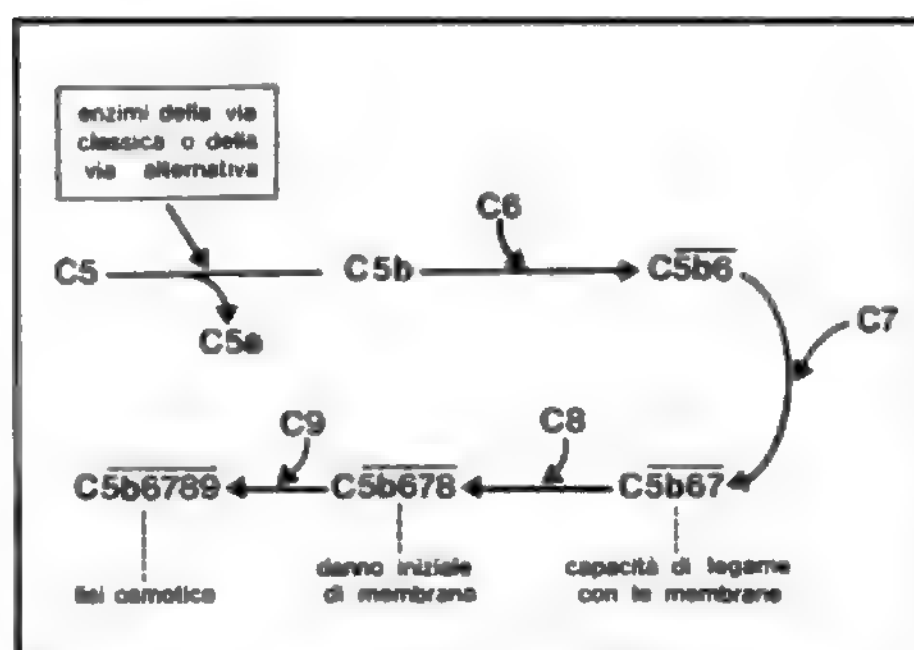 enzimi della via
classica o della
via alternativa
C6
C5
C5b
C5b6
C5a
C7
C9
C8
C5b6789
C5b678
C5b67
lisi osmotica
danno iniziale
di membrana
capacità di legame
con le membrane